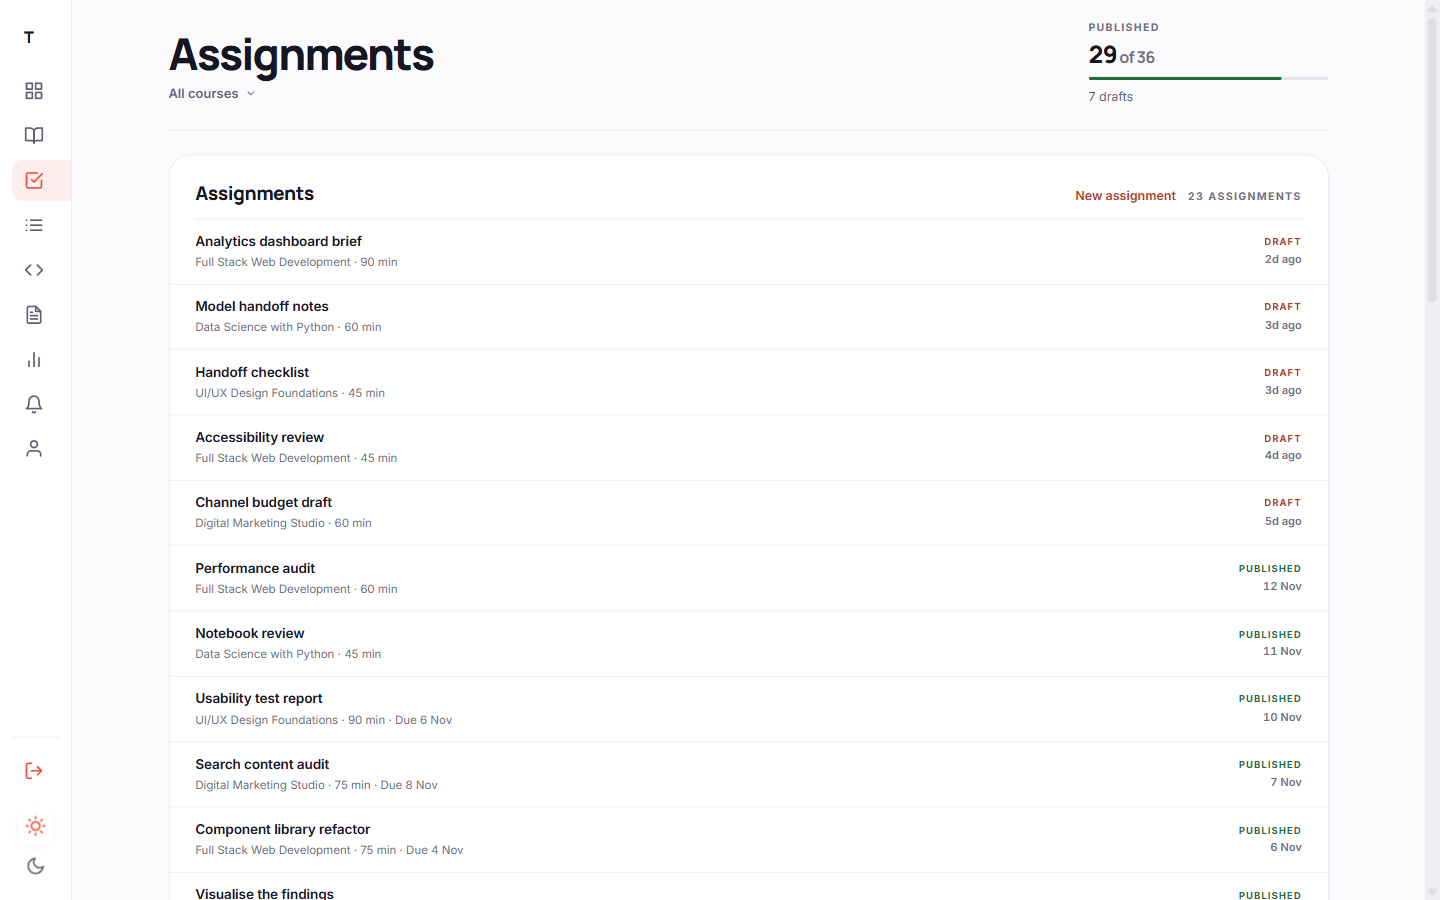 T
Assignments
All courses
PUBLISHED
29 of 36
7 drafts
Assignments
New assignment 23 ASSIGNMENTS
Analytics dashboard brief
Full Stack Web Development · 90 min
DRAFT
2d ago
Model handoff notes
Data Science with Python · 60 min
DRAFT
3d ago
Handoff checklist
UI/UX Design Foundations · 45 min
DRAFT
3d ago
Accessibility review
Full Stack Web Development · 45 min
DRAFT
4d ago
Channel budget draft
Digital Marketing Studio · 60 min
DRAFT
5d ago
Performance audit
Full Stack Web Development · 60 min
PUBLISHED
12 Nov
Notebook review
Data Science with Python · 45 min
PUBLISHED
11 Nov
Usability test report
UI/UX Design Foundations · 90 min · Due 6 Nov
PUBLISHED
10 Nov
Search content audit
Digital Marketing Studio · 75 min · Due 8 Nov
PUBLISHED
7 Nov
Component library refactor
Full Stack Web Development · 75 min · Due 4 Nov
PUBLISHED
6 Nov
Visualise the findings
PUBLISHED